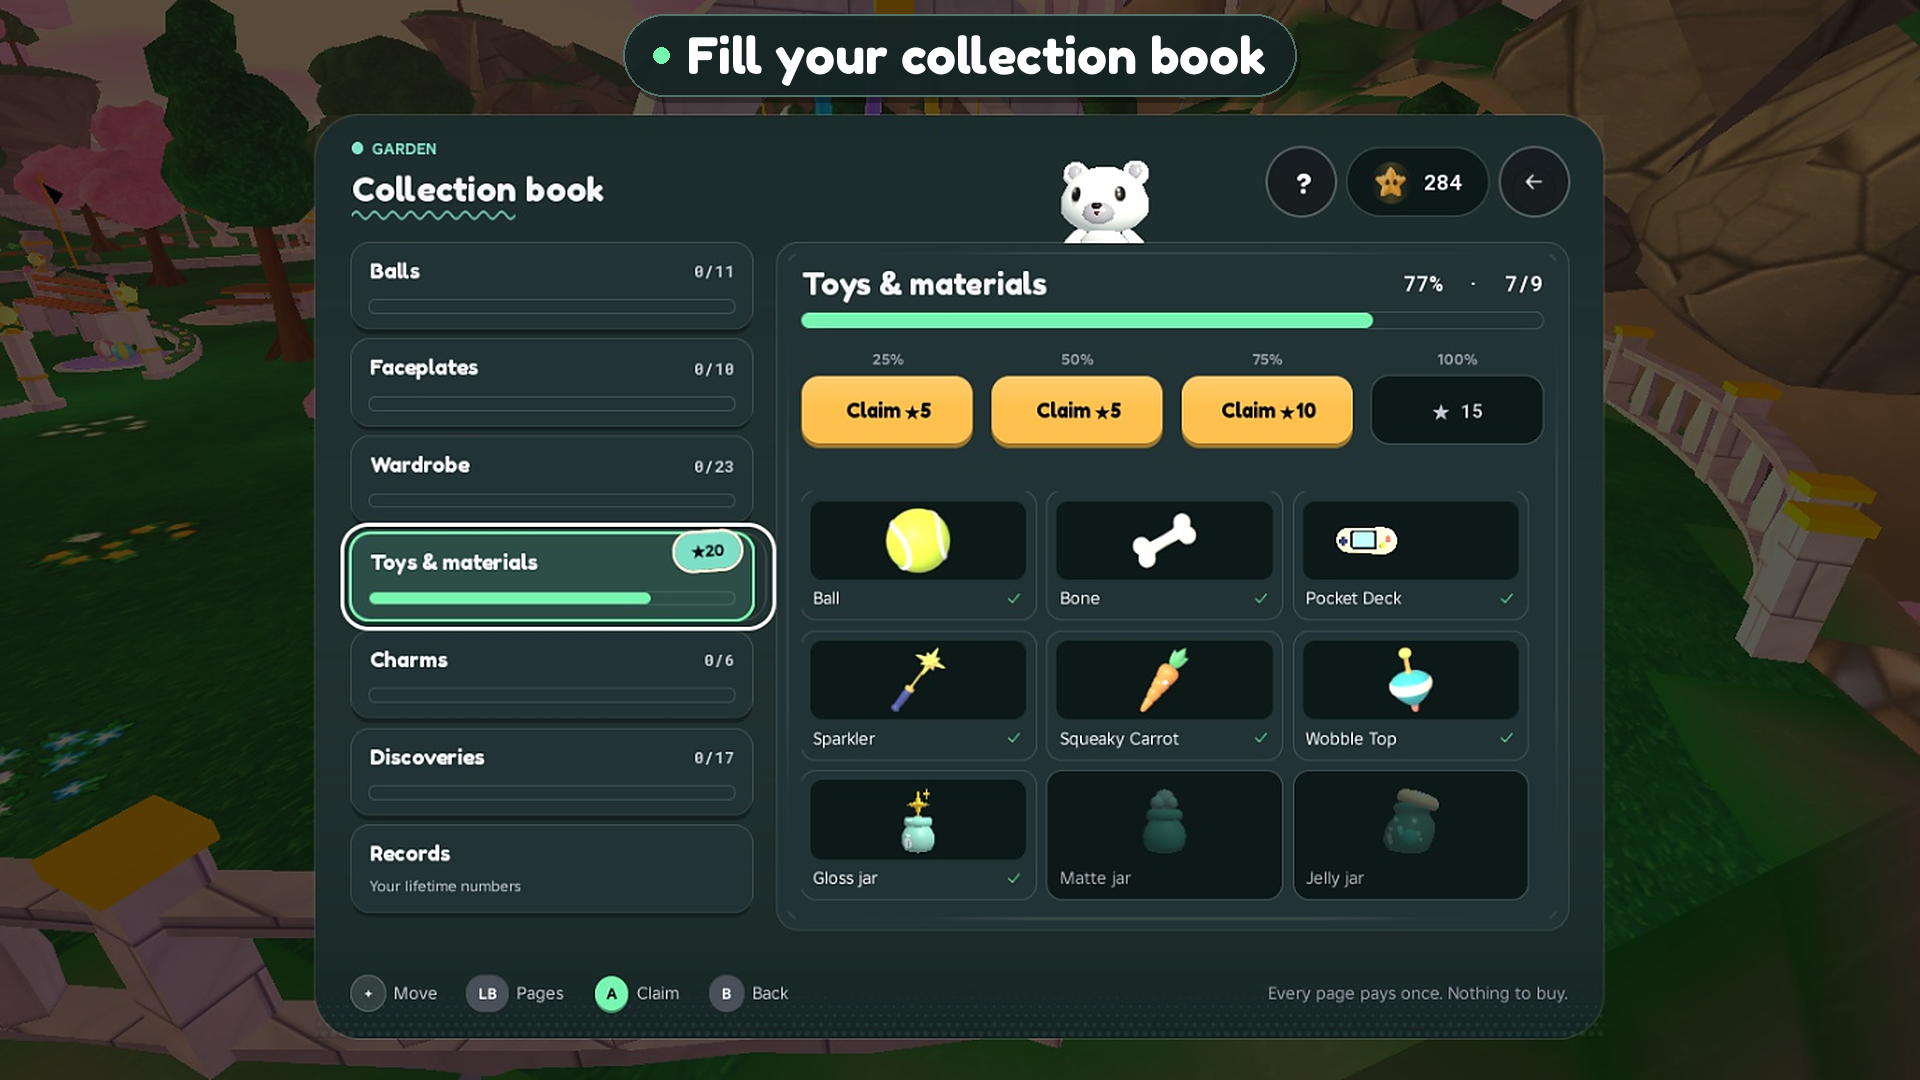 Fill your collection book
GARDEN
Collection book
?
284
Balls
0/11
Faceplates
0/10
Wardrobe
0/23
Toys & materials
★20
Charms
0/6
Discoveries
0/17
Records
Your lifetime numbers
Toys & materials
77% · 7/9
25% 50% 75% 100%
Claim ★5 Claim ★5 Claim ★10 ★ 15
Ball ✓ Bone ✓ Pocket Deck ✓
Sparkler ✓ Squeaky Carrot ✓ Wobble Top ✓
Gloss jar ✓ Matte jar Jelly jar
Move LB Pages A Claim B Back
Every page pays once. Nothing to buy.